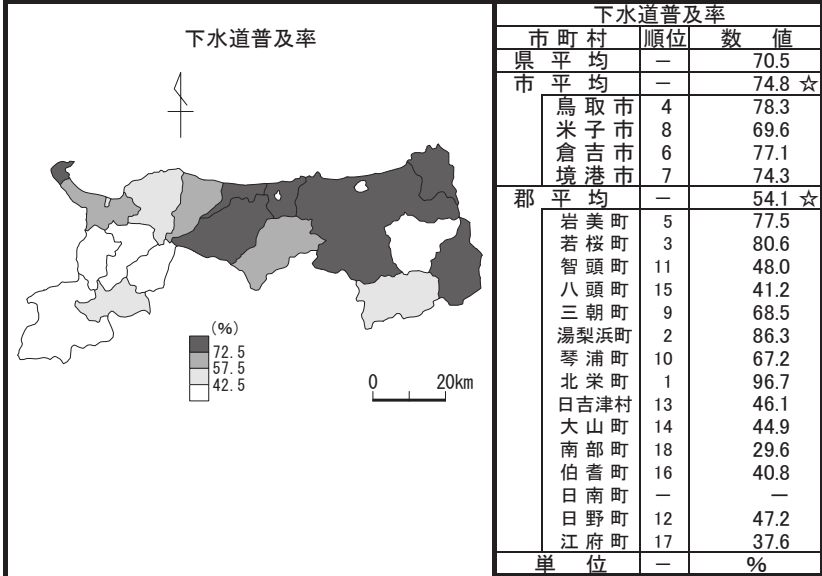 下水道普及率
(%)
72.5
57.5
42.5
0 20km
下水道普及率
市町村 順位 数 値
県平均 － 70.5
市平均 － 74.8 ☆
鳥取市 4 78.3
米子市 8 69.6
倉吉市 6 77.1
境港市 7 74.3
郡平均 － 54.1 ☆
岩美町 5 77.5
若桜町 3 80.6
智頭町 11 48.0
八頭町 15 41.2
三朝町 9 68.5
湯梨浜町 2 86.3
琴浦町 10 67.2
北栄町 1 96.7
日吉津村 13 46.1
大山町 14 44.9
南部町 18 29.6
伯耆町 16 40.8
日南町 － －
日野町 12 47.2
江府町 17 37.6
単位 － %